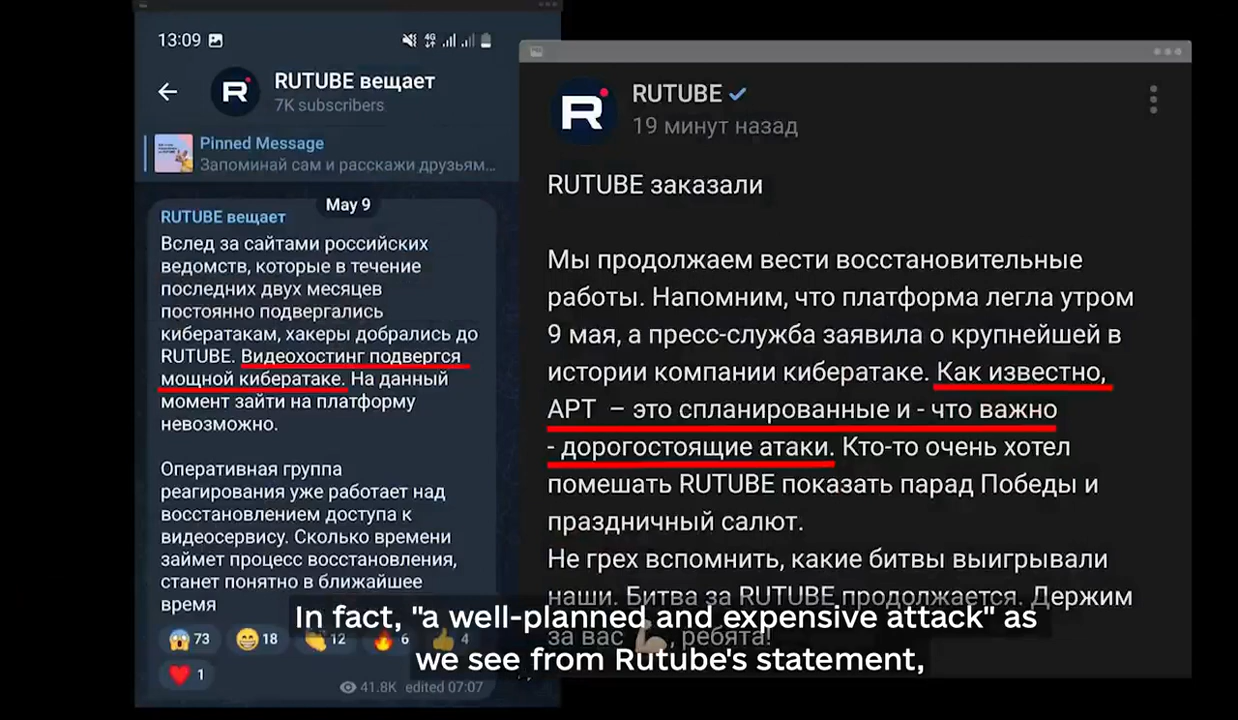 13:09
4G
RUTUBE вещает
7K subscribers
Pinned Message
Запоминай сам и расскажи друзьям...
May 9
RUTUBE вещает
Вслед за сайтами российских
ведомств, которые в течение
последних двух месяцев
постоянно подвергались
кибератакам, хакеры добрались до
RUTUBE. Видеохостинг подвергся
мощной кибератаке. На данный
момент зайти на платформу
невозможно.
Оперативная группа
реагирования уже работает над
восстановлением доступа к
видеосервису. Сколько времени
займет процесс восстановления,
станет понятно в ближайшее
время
73 18 12 6 4
1
41.8K edited 07:07
RUTUBE
19 минут назад
RUTUBE заказали
Мы продолжаем вести восстановительные
работы. Напомним, что платформа легла утром
9 мая, а пресс-служба заявила о крупнейшей в
истории компании кибератаке. Как известно,
АРТ – это спланированные и - что важно
- дорогостоящие атаки. Кто-то очень хотел
помешать RUTUBE показать парад Победы и
праздничный салют.
Не грех вспомнить, какие битвы выигрывали
наши. Битва за RUTUBE продолжается. Держим
за вас 💪, ребята!
In fact, "a well-planned and expensive attack" as
we see from Rutube's statement,